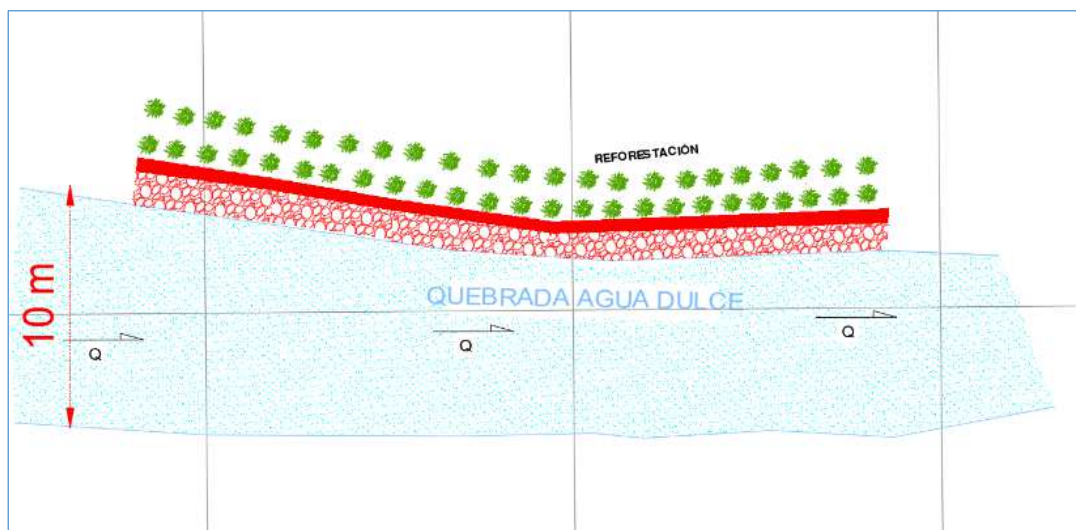 REFORESTACIÓN
QUEBRADA AGUA DULCE
10 m
Q
Q
Q